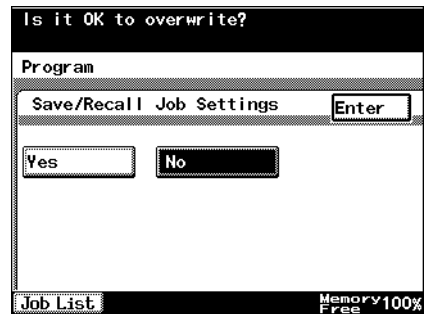 Is it OK to overwrite?
Program
Save/Recall Job Settings Enter
Yes No
Job List Memory Free 100%